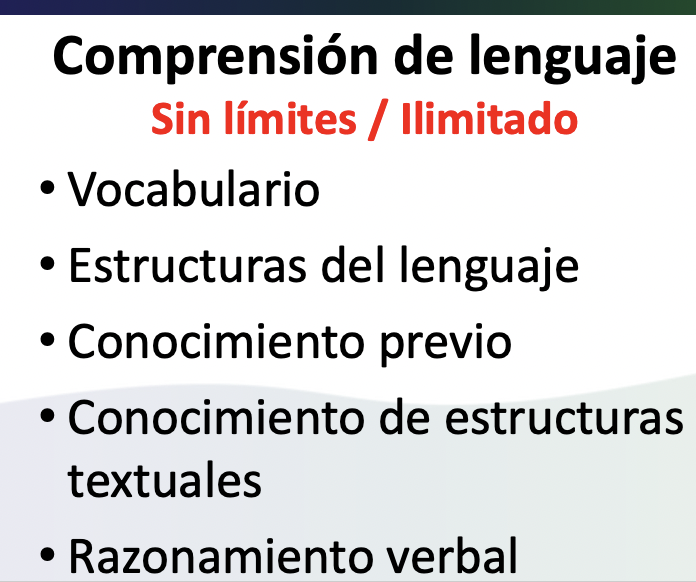 Comprensión de lenguaje
Sin límites / Ilimitado
• Vocabulario
• Estructuras del lenguaje
• Conocimiento previo
• Conocimiento de estructuras
textuales
• Razonamiento verbal